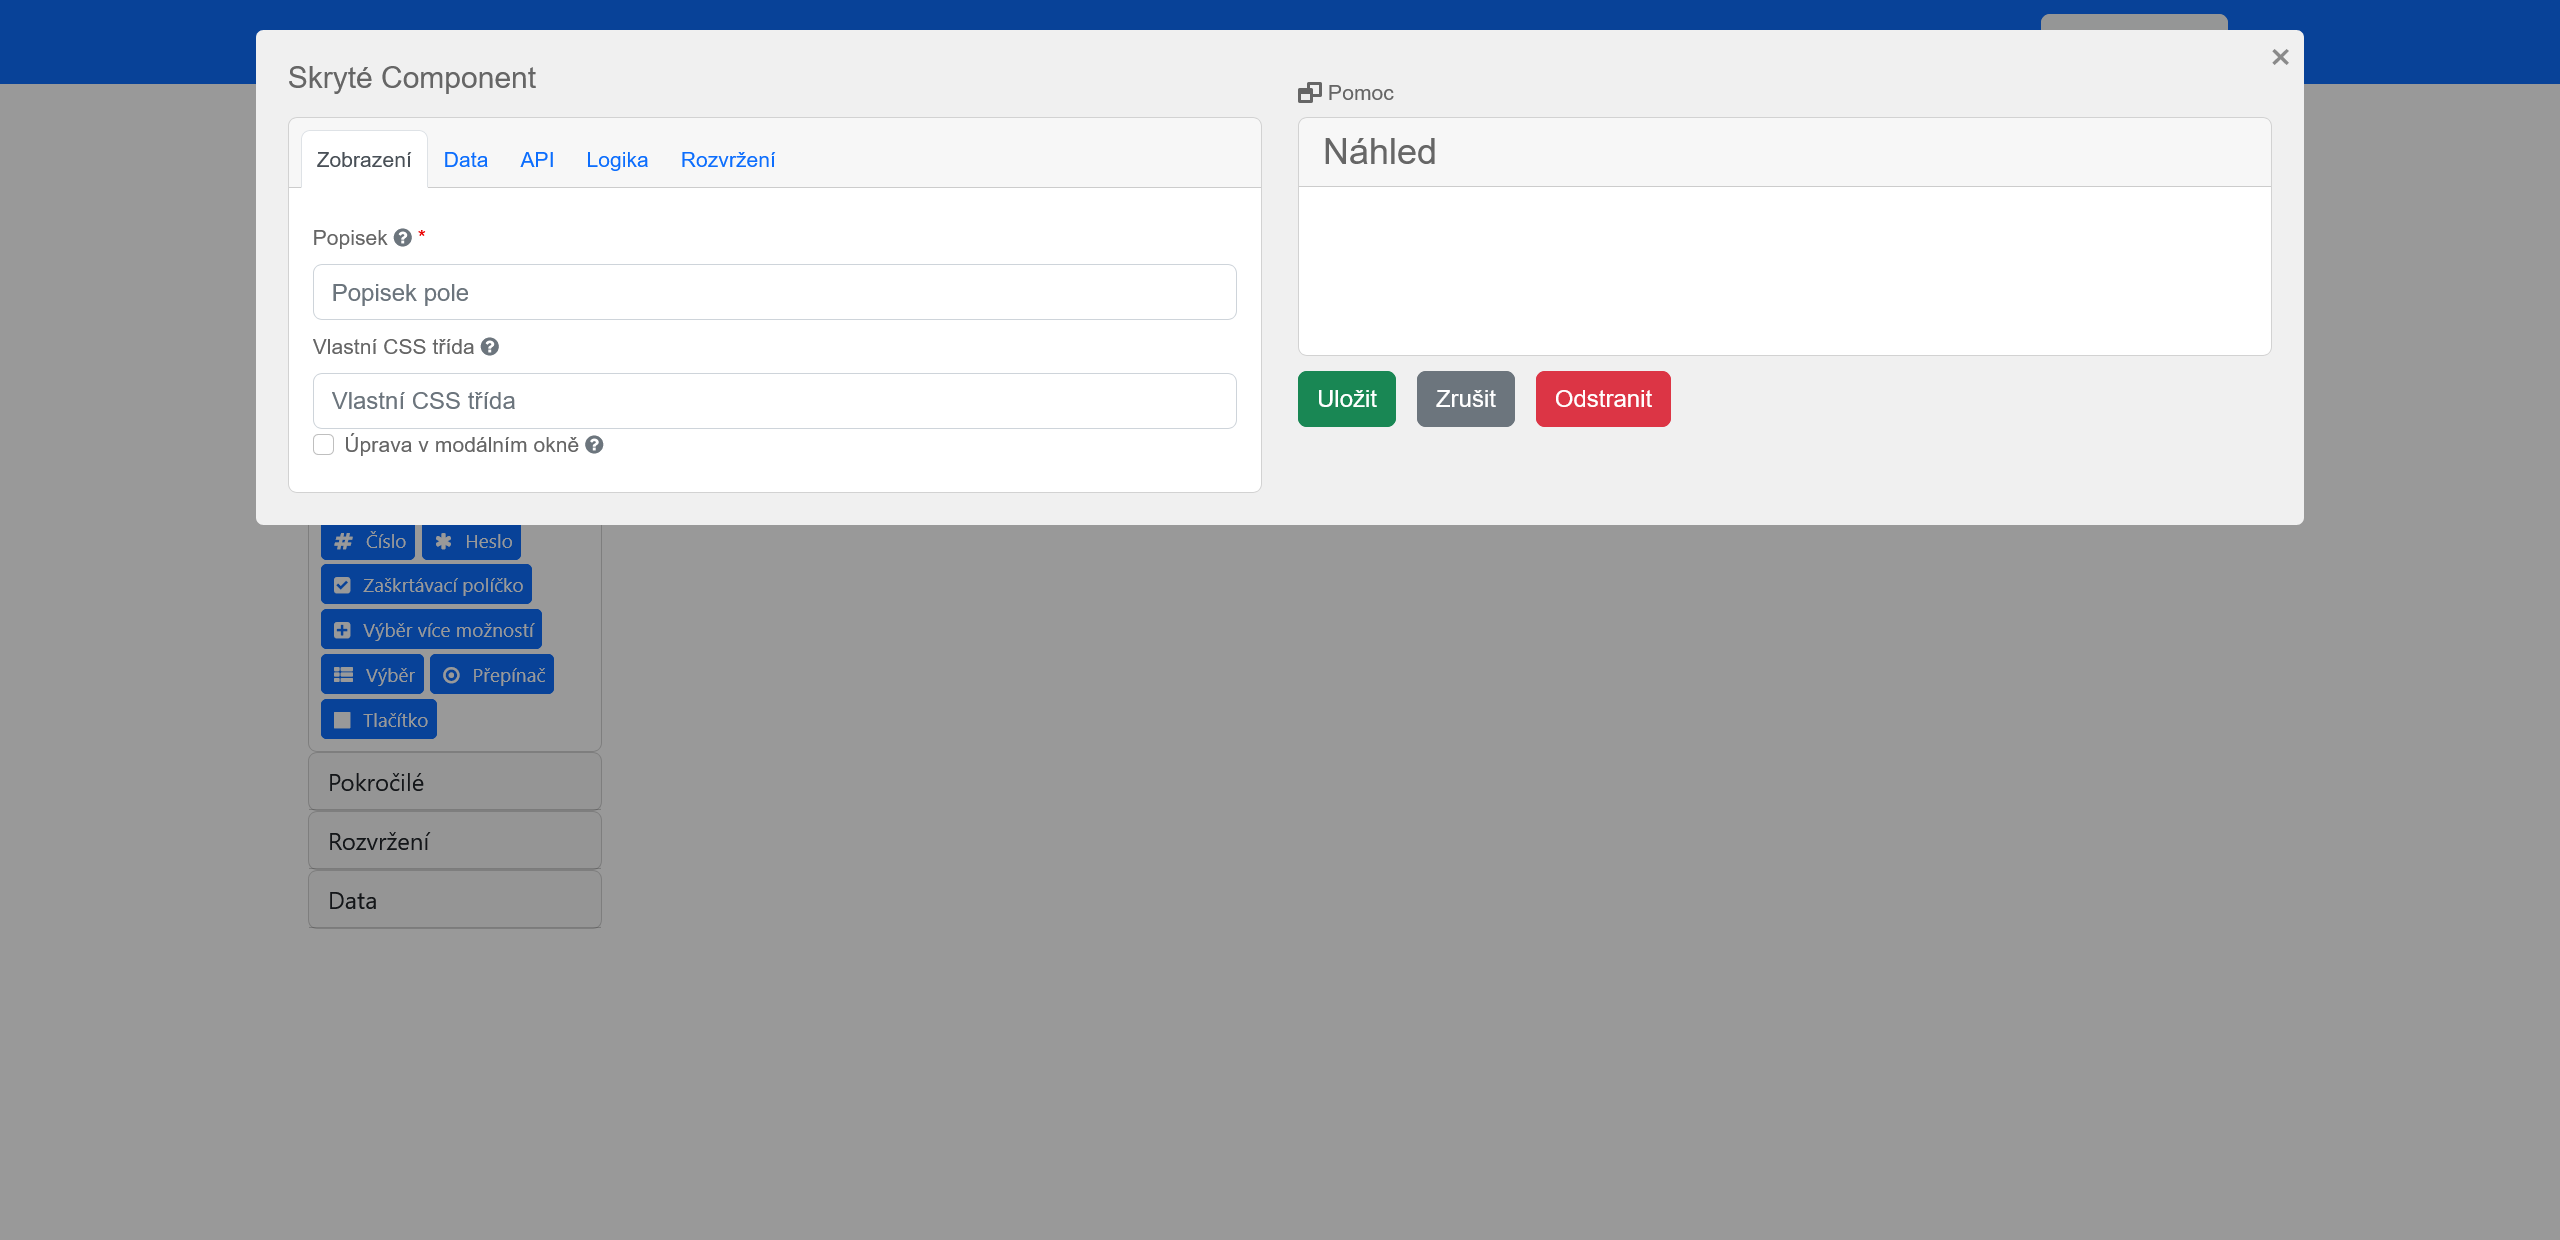 Skryté Component
×
Pomoc
Zobrazení Data API Logika Rozvržení
Náhled
Popisek *
Popisek pole
Vlastní CSS třída
Vlastní CSS třída
Úprava v modálním okně
Uložit Zrušit Odstranit
Číslo Heslo
Zaškrtávací políčko
Výběr více možností
Výběr Přepínač
Tlačítko
Pokročilé
Rozvržení
Data